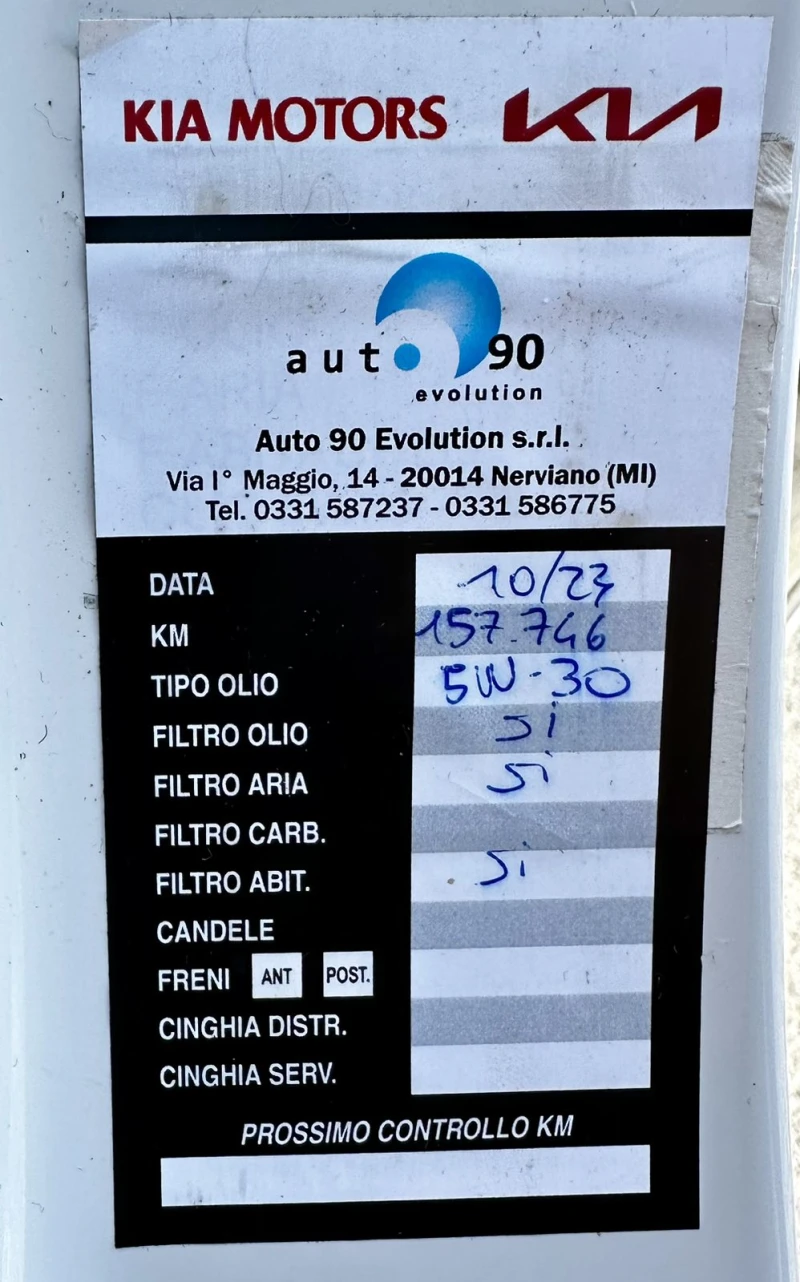 KIA MOTORS KIA
auto 90
evolution
Auto 90 Evolution s.r.l.
Via I° Maggio, 14 - 20014 Nerviano (MI)
Tel. 0331 587237 - 0331 586775
DATA 10/23
KM 157.746
TIPO OLIO 5W-30
FILTRO OLIO si
FILTRO ARIA si
FILTRO CARB.
FILTRO ABIT. si
CANDELE
FRENI ANT POST.
CINGHIA DISTR.
CINGHIA SERV.
PROSSIMO CONTROLLO KM